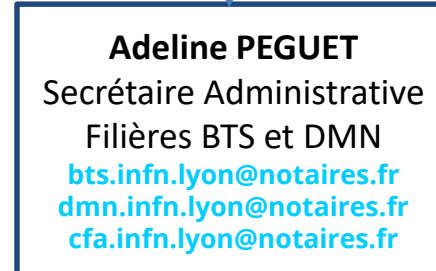 Adeline PEGUET
Secrétaire Administrative
Filières BTS et DMN
bts.infn.lyon@notaires.fr
dmn.infn.lyon@notaires.fr
cfa.infn.lyon@notaires.fr